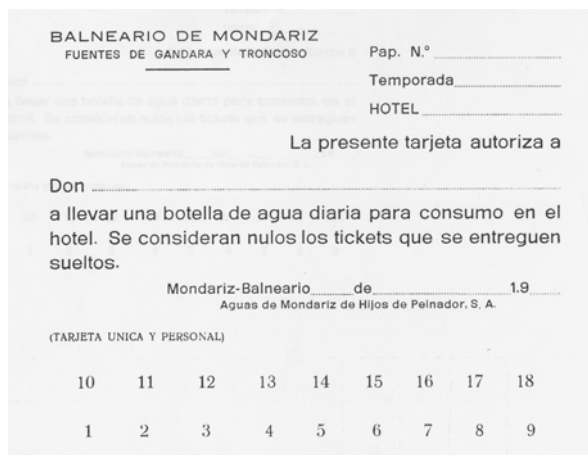 BALNEARIO DE MONDARIZ
FUENTES DE GANDARA Y TRONCOSO
Pap. N.º
Temporada
HOTEL
La presente tarjeta autoriza a
Don
a llevar una botella de agua diaria para consumo en el
hotel. Se consideran nulos los tickets que se entreguen
sueltos.
Mondariz-Balneario de 1.9
Aguas de Mondariz de Hijos de Peinador, S. A.
(TARJETA UNICA Y PERSONAL)
10 11 12 13 14 15 16 17 18
1 2 3 4 5 6 7 8 9